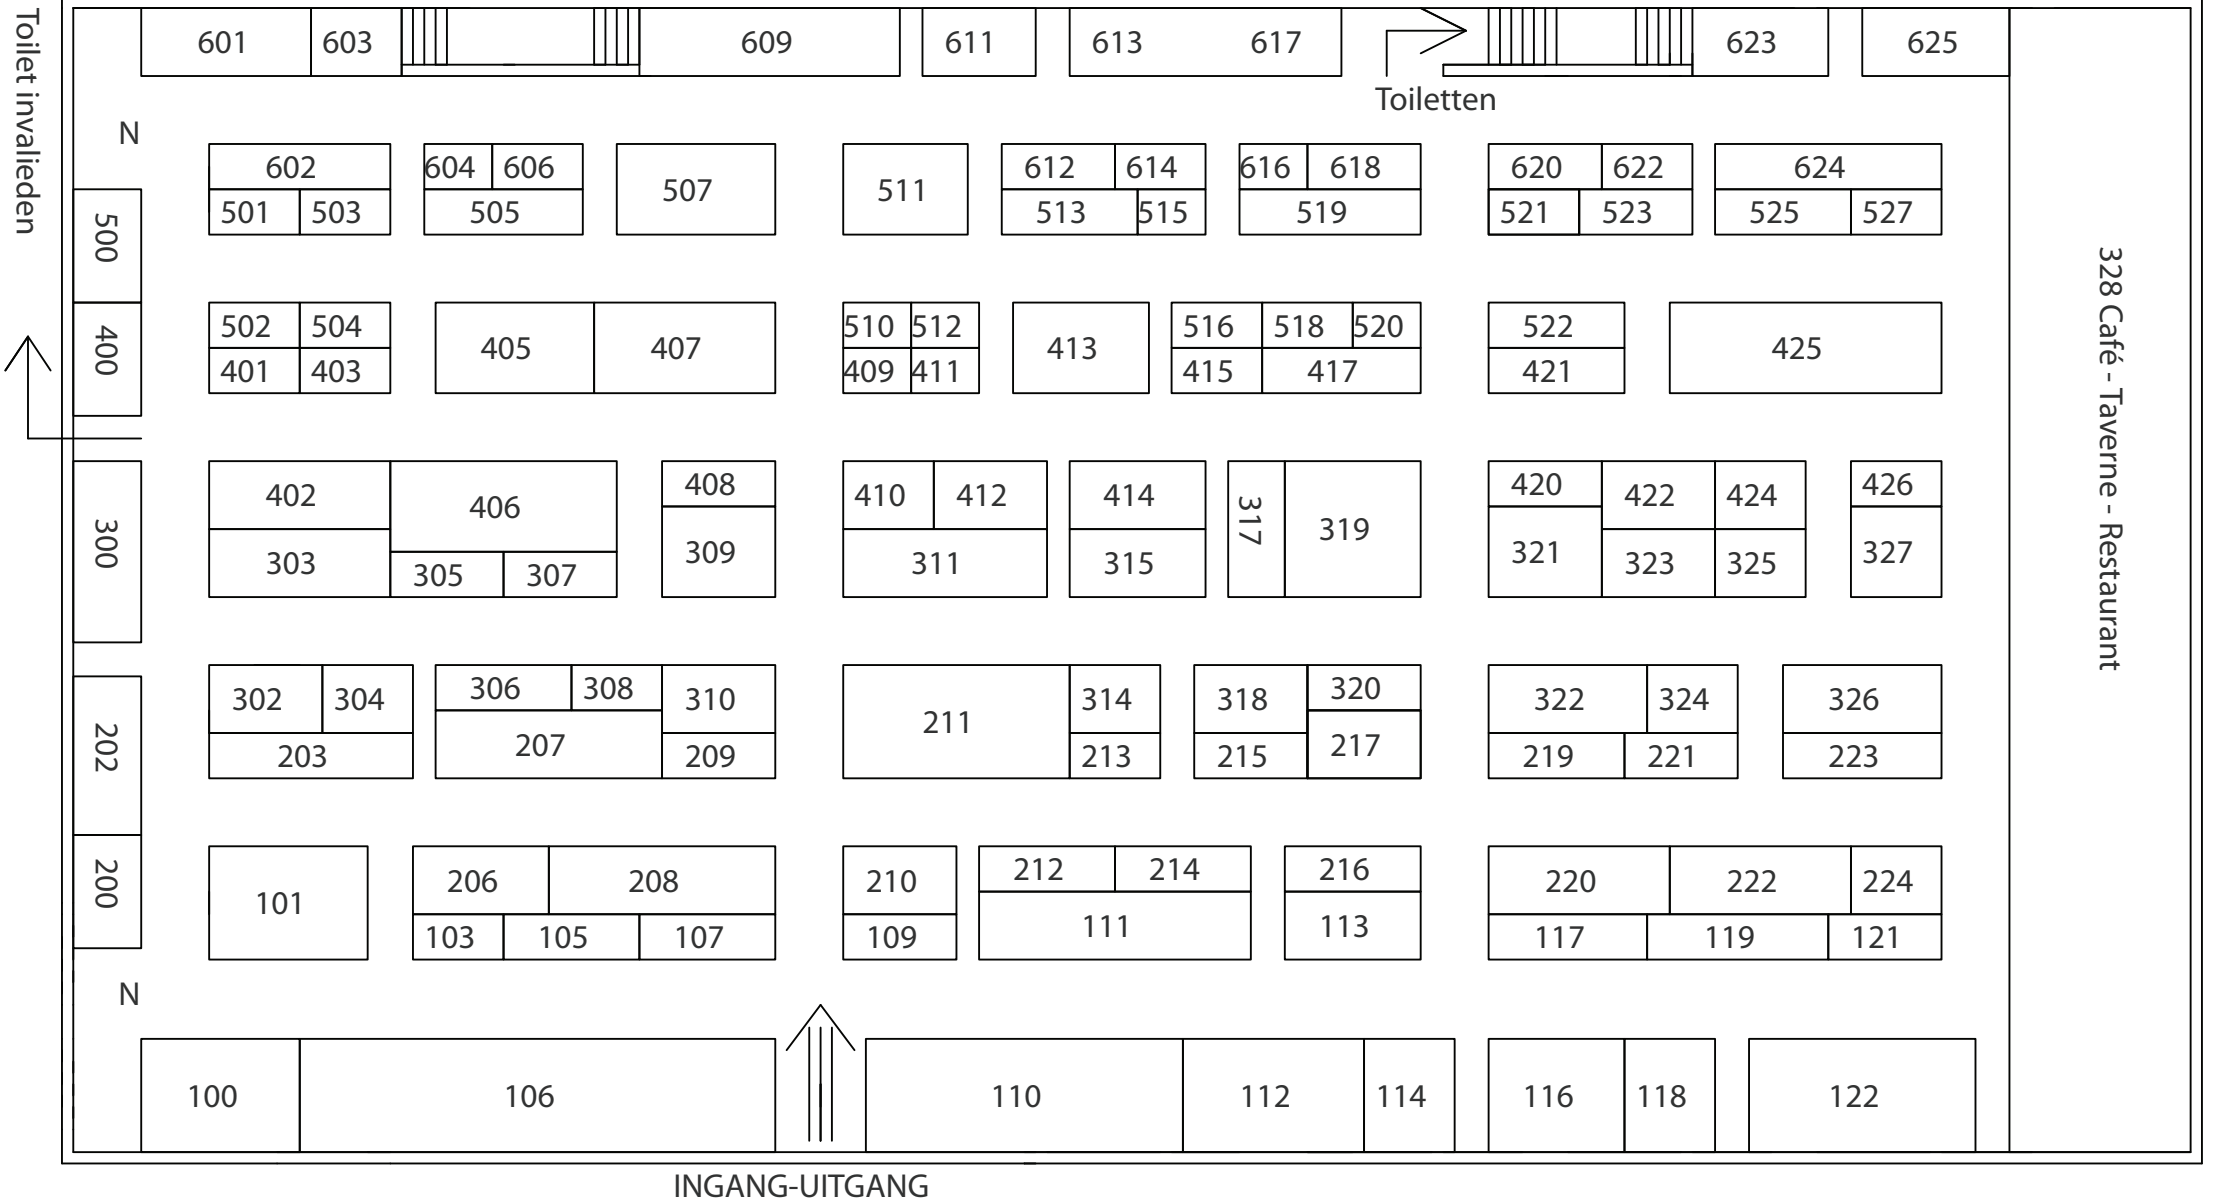 Toilet invalieden
601 603 609 611 613 617 623 625
Toiletten
N
602 604 606 507 511 612 614 616 618 620 622 624
501 503 505 513 515 519 521 523 525 527
500
502 504 405 407 510 512 413 516 518 520 522 425
401 403 409 411 415 417 421
400
328 Café - Taverne - Restaurant
402 406 408 410 412 414 317 319 420 422 424 426
303 305 307 309 311 315 321 323 325 327
300
302 304 306 308 310 211 314 318 320 322 324 326
203 207 209 213 215 217 219 221 223
202
101 206 208 210 212 214 216 220 222 224
103 105 107 109 111 113 117 119 121
200
N
100 106 110 112 114 116 118 122
INGANG-UITGANG